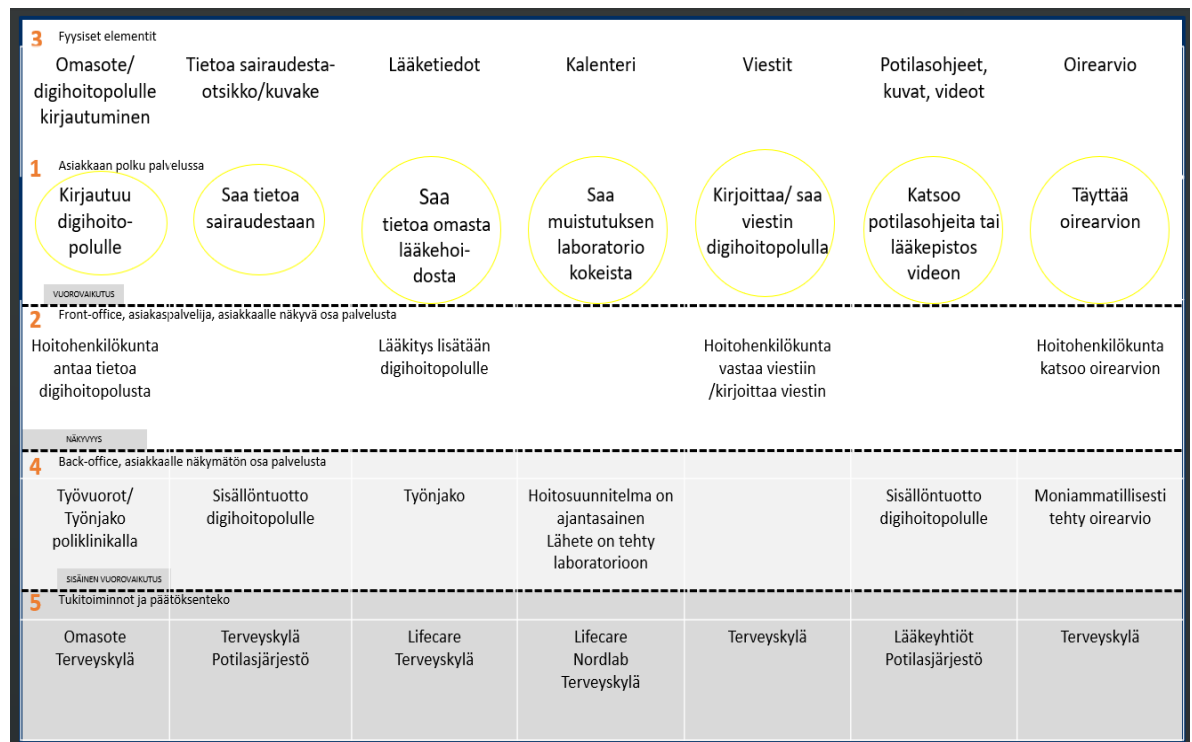 3 Fyysiset elementit
Omasote/
digihoitopolulle
kirjautuminen
Tietoa sairaudesta-
otsikko/kuvake
Lääketiedot
Kalenteri
Viestit
Potilasohjeet,
kuvat, videot
Oirearvio
1 Asiakkaan polku palvelussa
Kirjautuu
digihoito-
polulle
Saa tietoa
sairaudestaan
Saa
tietoa omasta
lääkehoi-
dosta
Saa
muistutuksen
laboratorio
kokeista
Kirjoittaa/ saa
viestin
digihoitopolulla
Katsoo
potilasohjeita tai
lääkepistos
videon
Täyttää
oirearvion
VUOROVAIKUTUS
2 Front-office, asiakaspalvelija, asiakkaalle näkyvä osa palvelusta
Hoitohenkilökunta
antaa tietoa
digihoitopolusta
Lääkitys lisätään
digihoitopolulle
Hoitohenkilökunta
vastaa viestiin
/kirjoittaa viestin
Hoitohenkilökunta
katsoo oirearvion
NÄKYVYYS
4 Back-office, asiakkaalle näkymätön osa palvelusta
Työvuorot/
Työnjako
poliklinikalla
Sisällöntuotto
digihoitopolulle
Työnjako
Hoitosuunnitelma on
ajantasainen
Lähete on tehty
laboratorioon
Sisällöntuotto
digihoitopolulle
Moniammatillisesti
tehty oirearvio
SISÄINEN VUOROVAIKUTUS
5 Tukitoiminnot ja päätöksenteko
Omasote
Terveyskylä
Terveyskylä
Potilasjärjestö
Lifecare
Terveyskylä
Lifecare
Nordlab
Terveyskylä
Terveyskylä
Lääkeyhtiöt
Potilasjärjestö
Terveyskylä